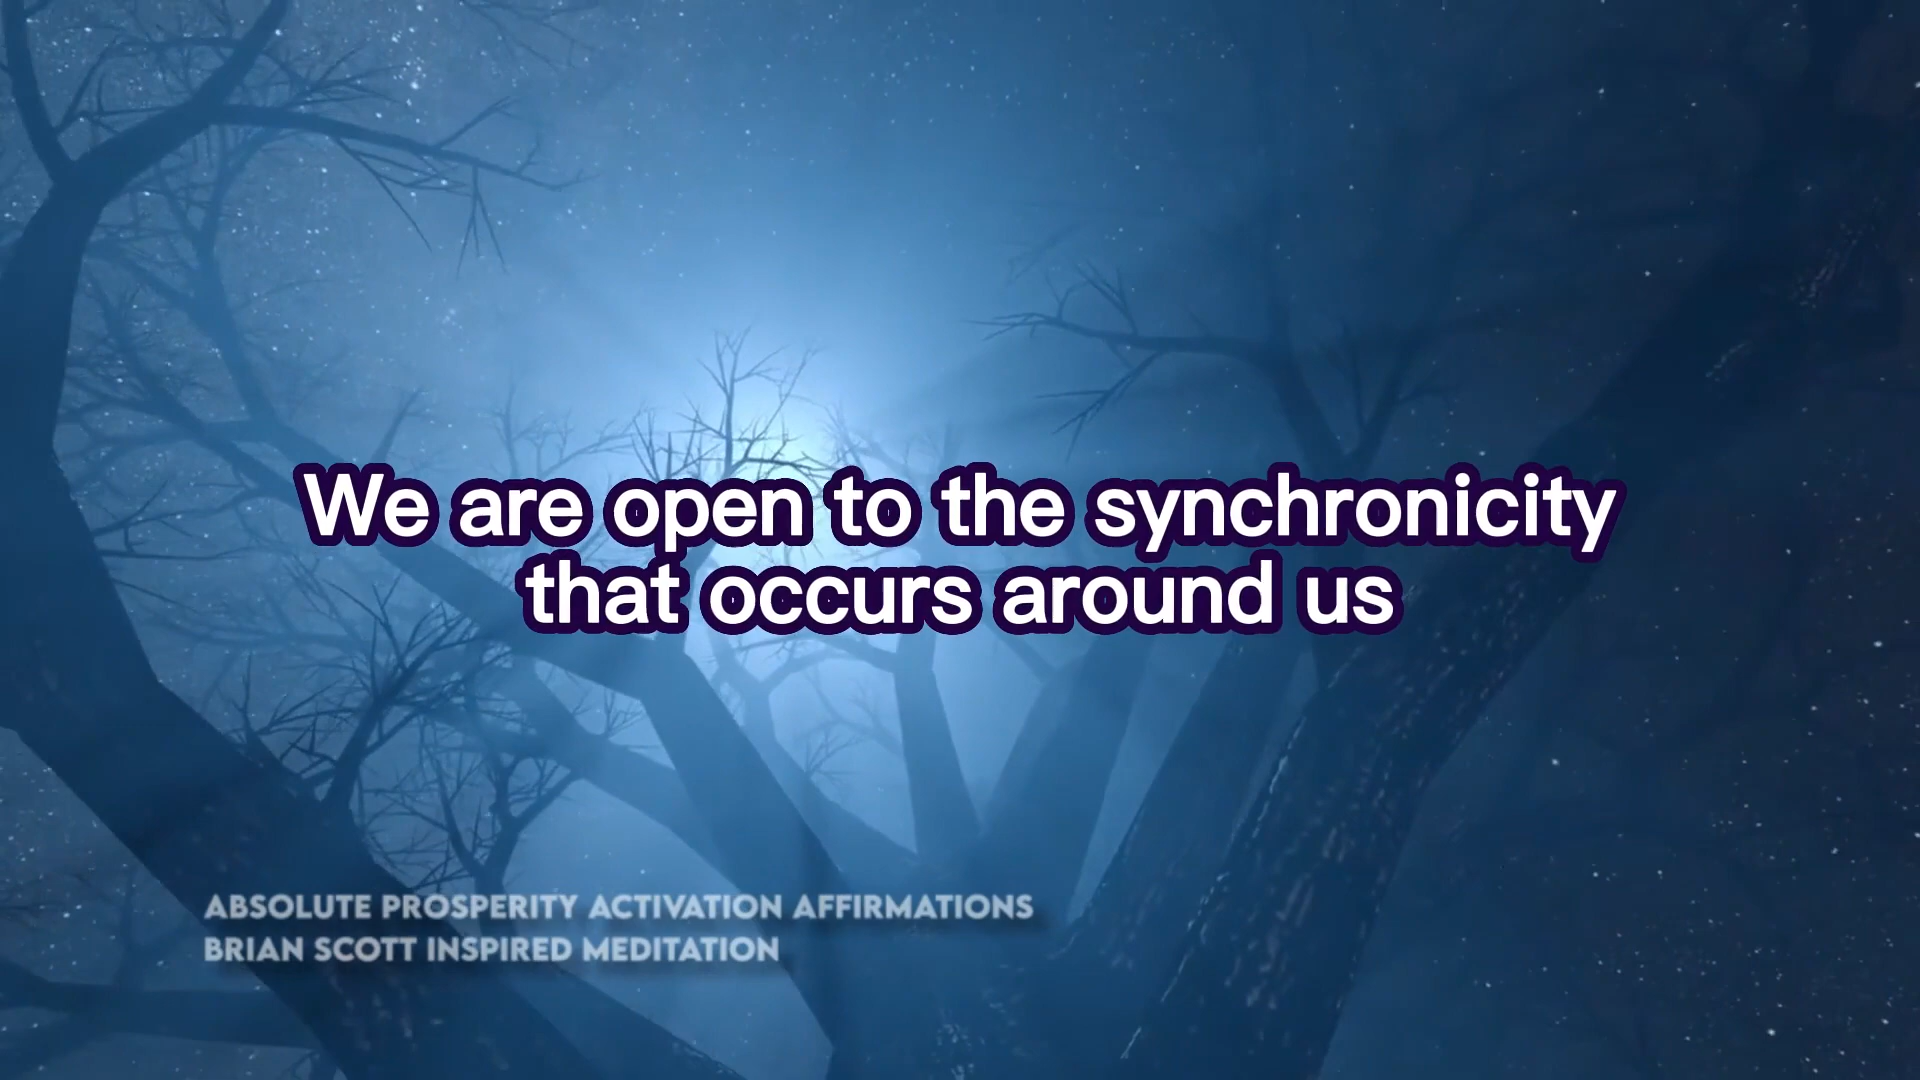 We are open to the synchronicity
that occurs around us
ABSOLUTE PROSPERITY ACTIVATION AFFIRMATIONS
BRIAN SCOTT INSPIRED MEDITATION